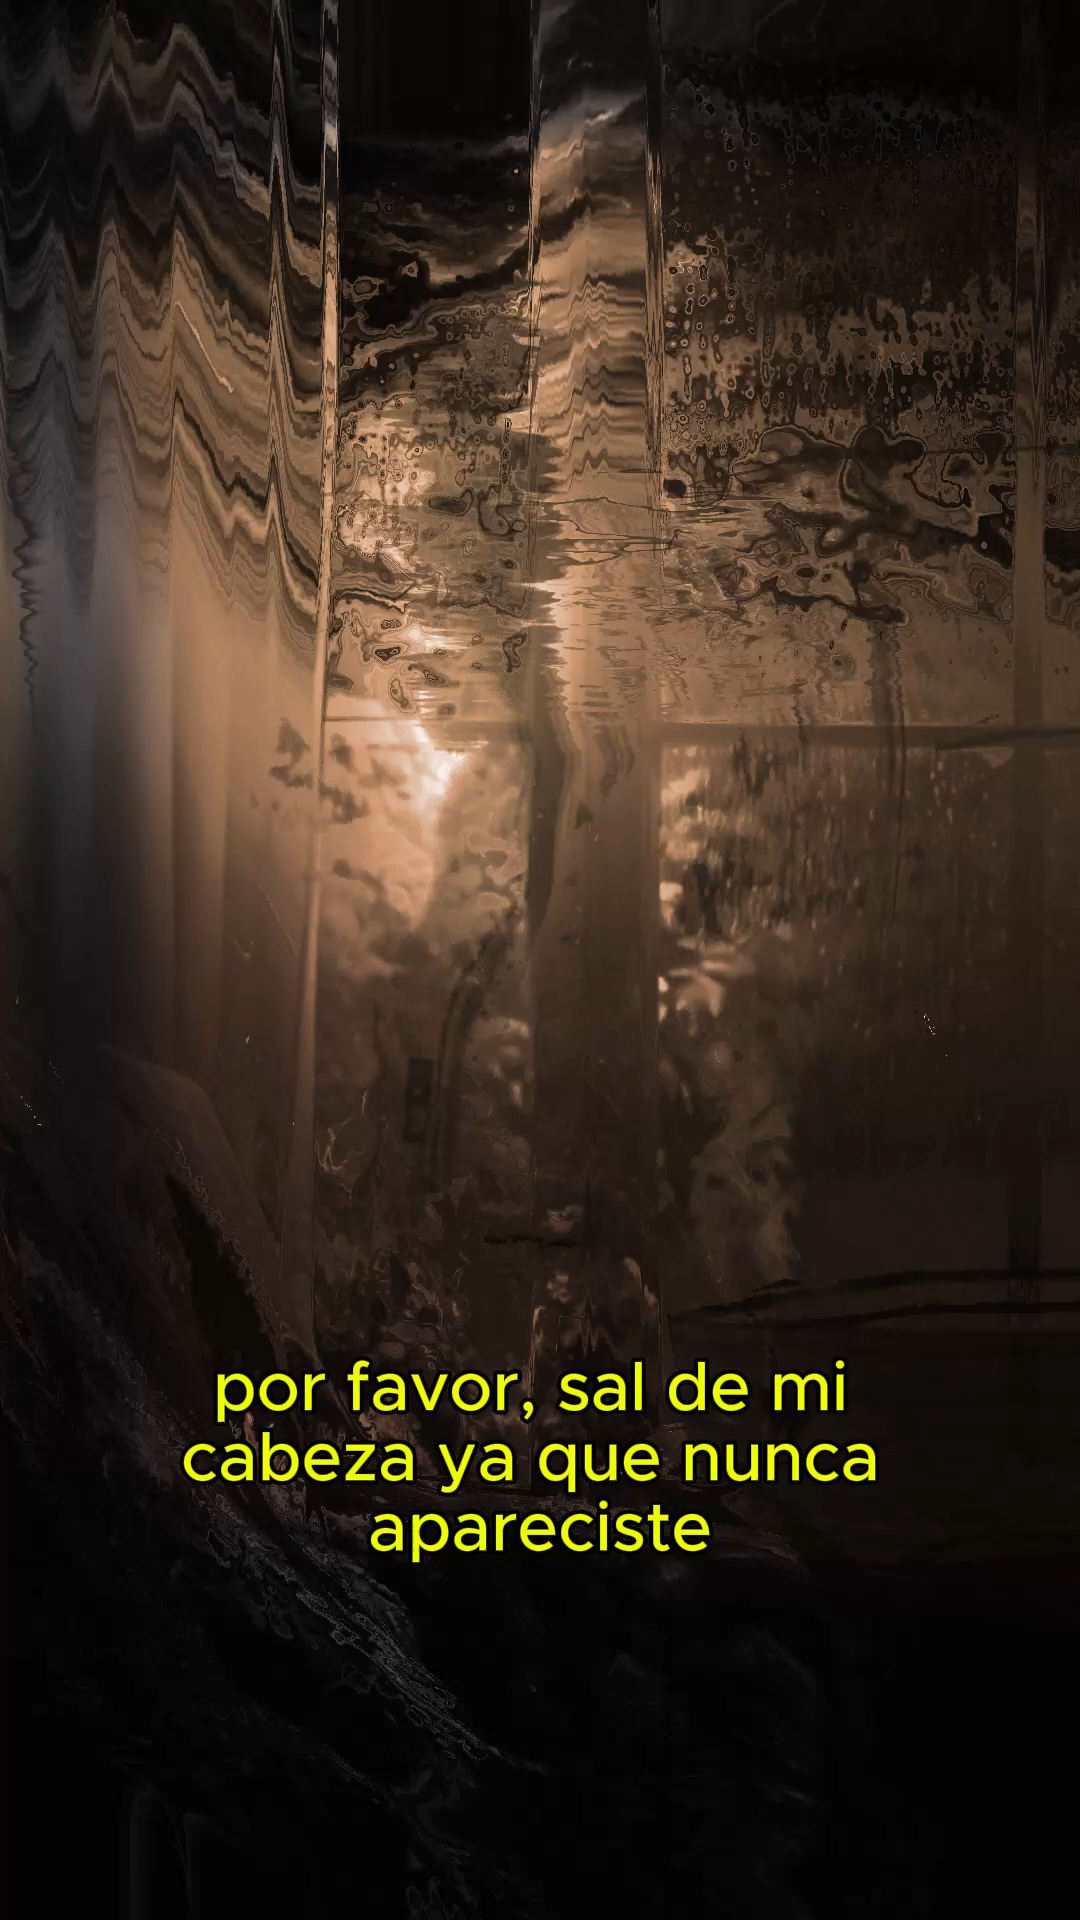 por favor, sal de mi
cabeza ya que nunca
apareciste